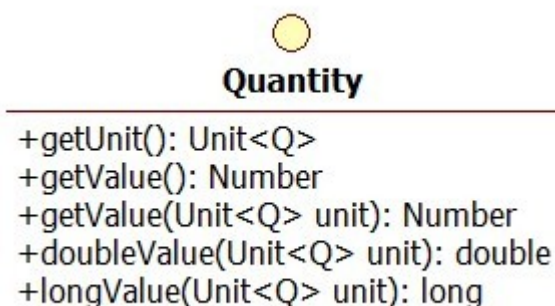 Quantity
+getUnit(): Unit<Q>
+getValue(): Number
+getValue(Unit<Q> unit): Number
+doubleValue(Unit<Q> unit): double
+longValue(Unit<Q> unit): long